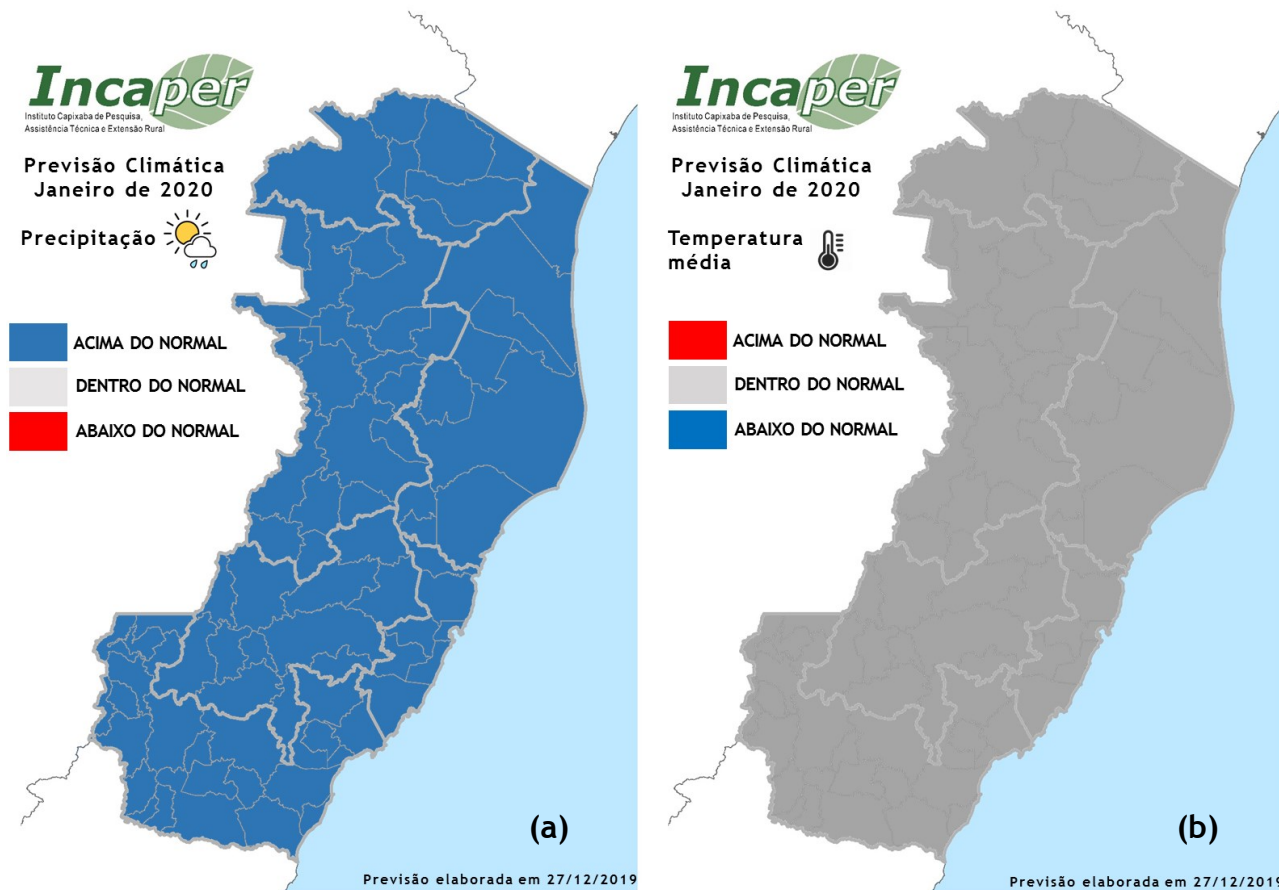 Incaper
Instituto Capixaba de Pesquisa,
Assistência Técnica e Extensão Rural
Previsão Climática
Janeiro de 2020
Precipitação
ACIMA DO NORMAL
DENTRO DO NORMAL
ABAIXO DO NORMAL
(a)
Previsão elaborada em 27/12/2019
Incaper
Instituto Capixaba de Pesquisa,
Assistência Técnica e Extensão Rural
Previsão Climática
Janeiro de 2020
Temperatura
média
ACIMA DO NORMAL
DENTRO DO NORMAL
ABAIXO DO NORMAL
(b)
Previsão elaborada em 27/12/2019